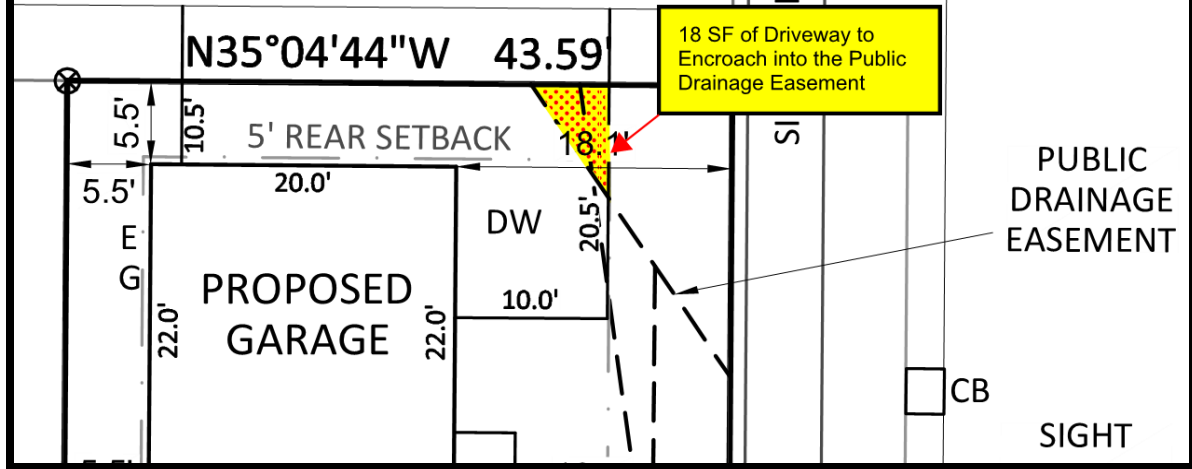 N35°04'44"W 43.59'
18 SF of Driveway to
Encroach into the Public
Drainage Easement
5.5'
10.5'
5' REAR SETBACK
18.1'
SI
5.5'
20.0'
PUBLIC
DRAINAGE
EASEMENT
E
G
DW
20.5'
PROPOSED
GARAGE
22.0'
22.0'
10.0'
CB
SIGHT